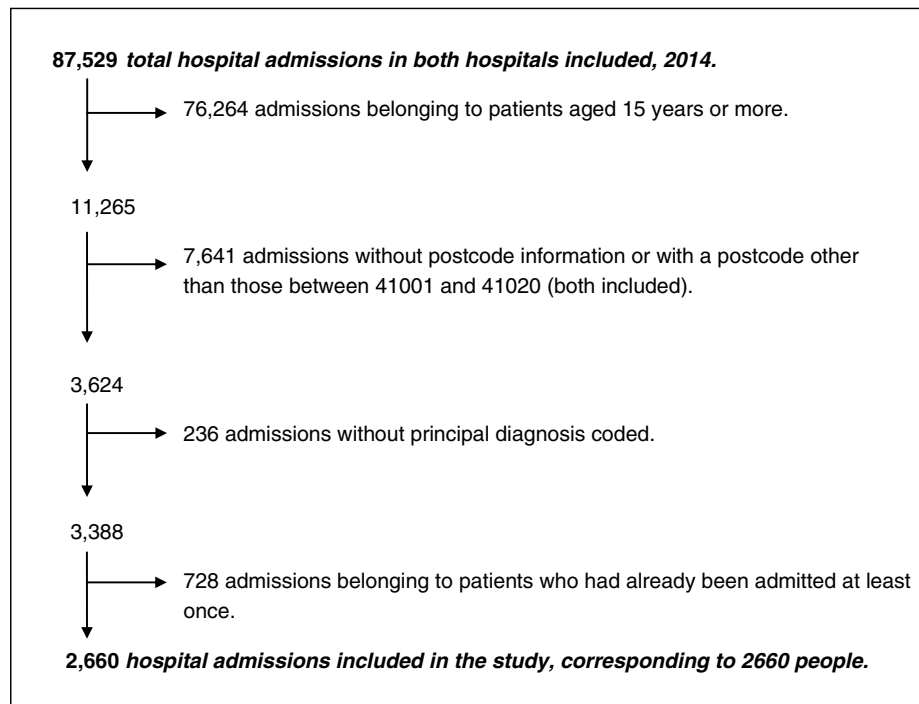 87,529 total hospital admissions in both hospitals included, 2014.
76,264 admissions belonging to patients aged 15 years or more.
11,265
7,641 admissions without postcode information or with a postcode other
than those between 41001 and 41020 (both included).
3,624
236 admissions without principal diagnosis coded.
3,388
728 admissions belonging to patients who had already been admitted at least
once.
2,660 hospital admissions included in the study, corresponding to 2660 people.